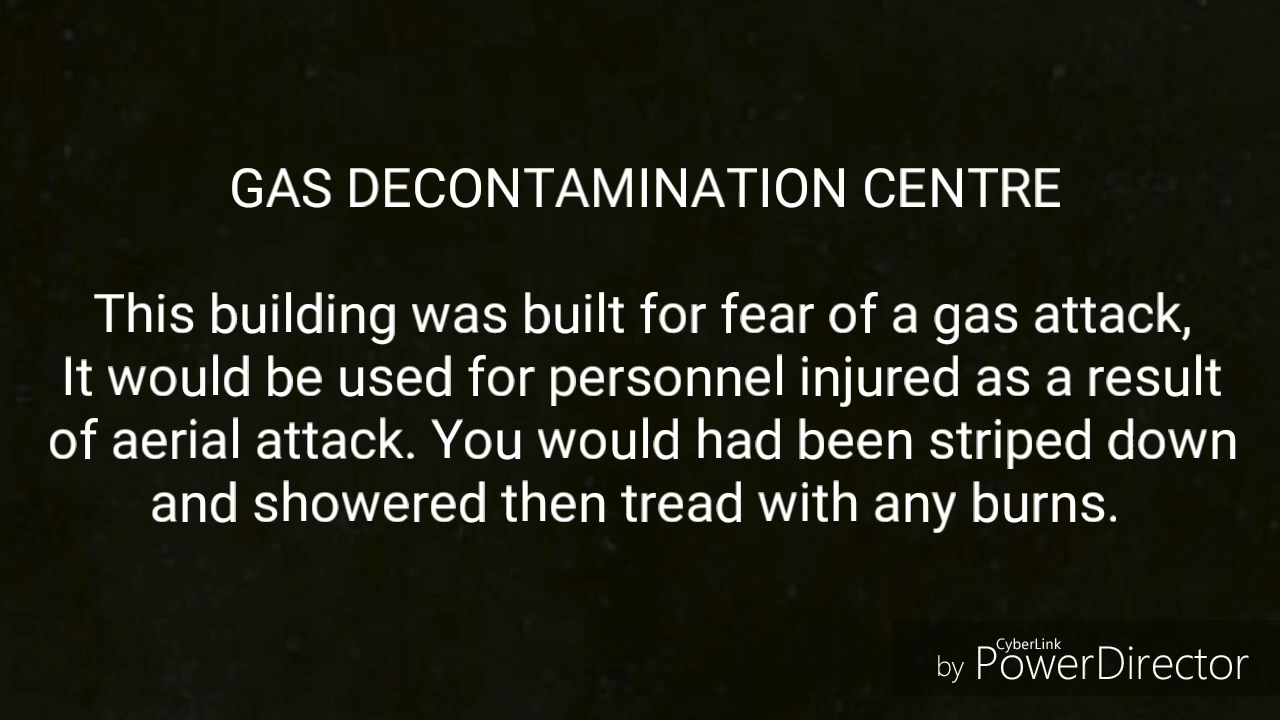 GAS DECONTAMINATION CENTRE
This building was built for fear of a gas attack,
It would be used for personnel injured as a result
of aerial attack. You would had been striped down
and showered then tread with any burns.
CyberLink
by PowerDirector